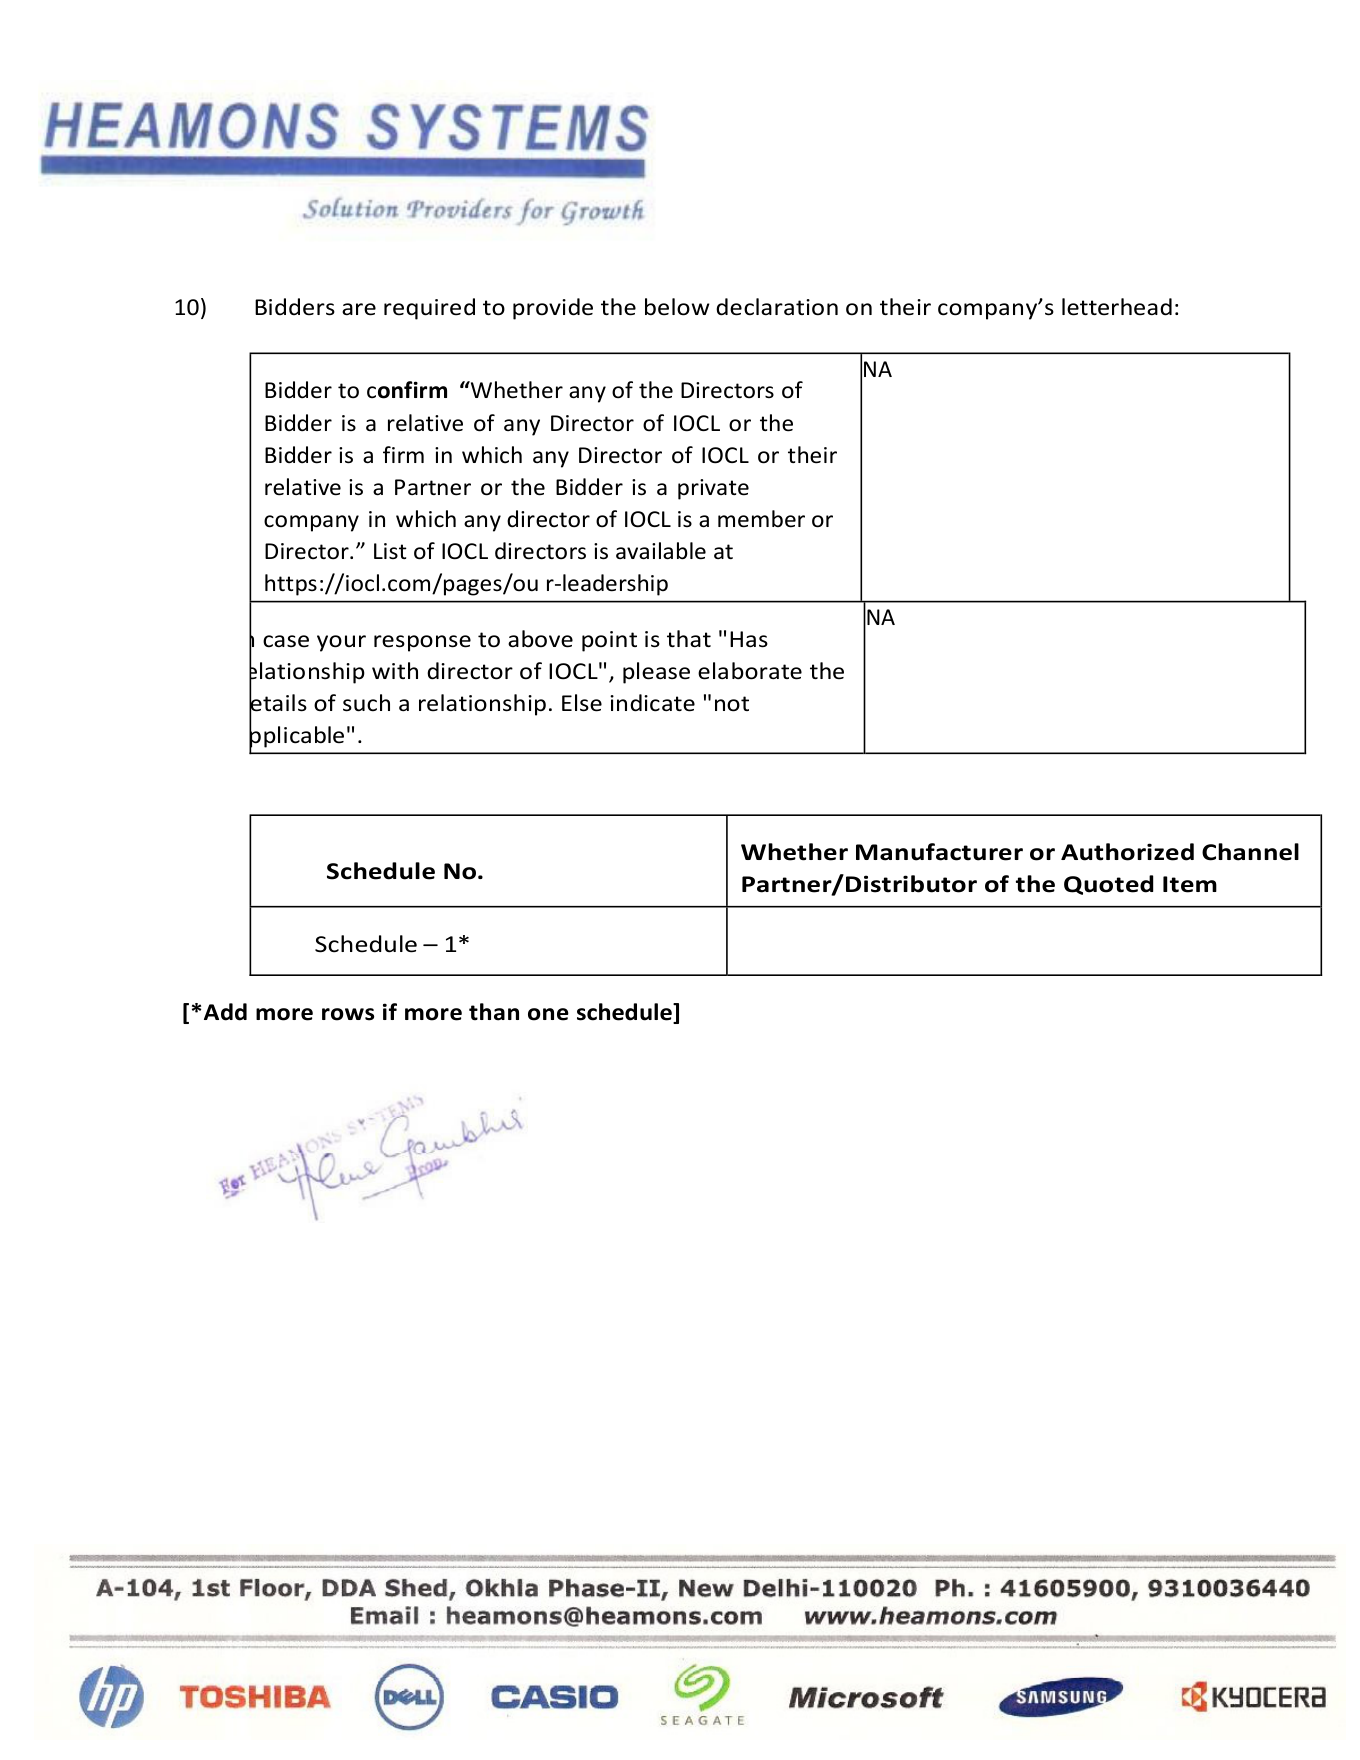 HEAMONS SYSTEMS
Solution Providers for Growth
10) Bidders are required to provide the below declaration on their company’s letterhead:
Bidder to confirm “Whether any of the Directors of
Bidder is a relative of any Director of IOCL or the
Bidder is a firm in which any Director of IOCL or their
relative is a Partner or the Bidder is a private
company in which any director of IOCL is a member or
Director.” List of IOCL directors is available at
https://iocl.com/pages/ou r-leadership
NA
n case your response to above point is that "Has
elationship with director of IOCL", please elaborate the
etails of such a relationship. Else indicate "not
pplicable".
NA
Schedule No.
Whether Manufacturer or Authorized Channel
Partner/Distributor of the Quoted Item
Schedule – 1*
[*Add more rows if more than one schedule]
For HEAMONS SYSTEMS
Gambhir
Prop.
A-104, 1st Floor, DDA Shed, Okhla Phase-II, New Delhi-110020 Ph. : 41605900, 9310036440
Email : heamons@heamons.com www.heamons.com
hp TOSHIBA DELL CASIO SEAGATE Microsoft SAMSUNG KYOCERA